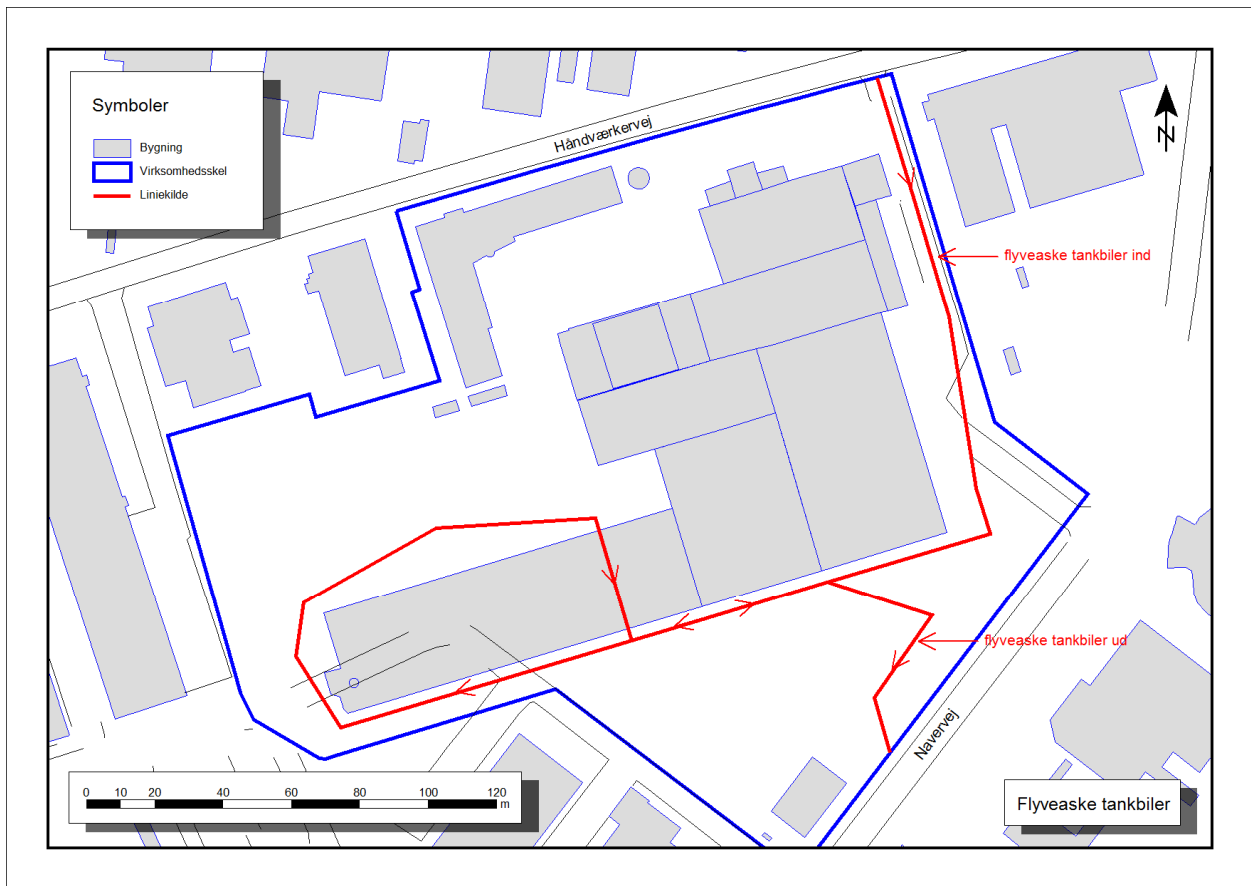 Symboler
Bygning
Virksomhedsskel
Liniekilde
Håndværkervej
N
flyveaske tankbiler ind
flyveaske tankbiler ud
Navervej
0 10 20 40 60 80 100 120
m
Flyveaske tankbiler